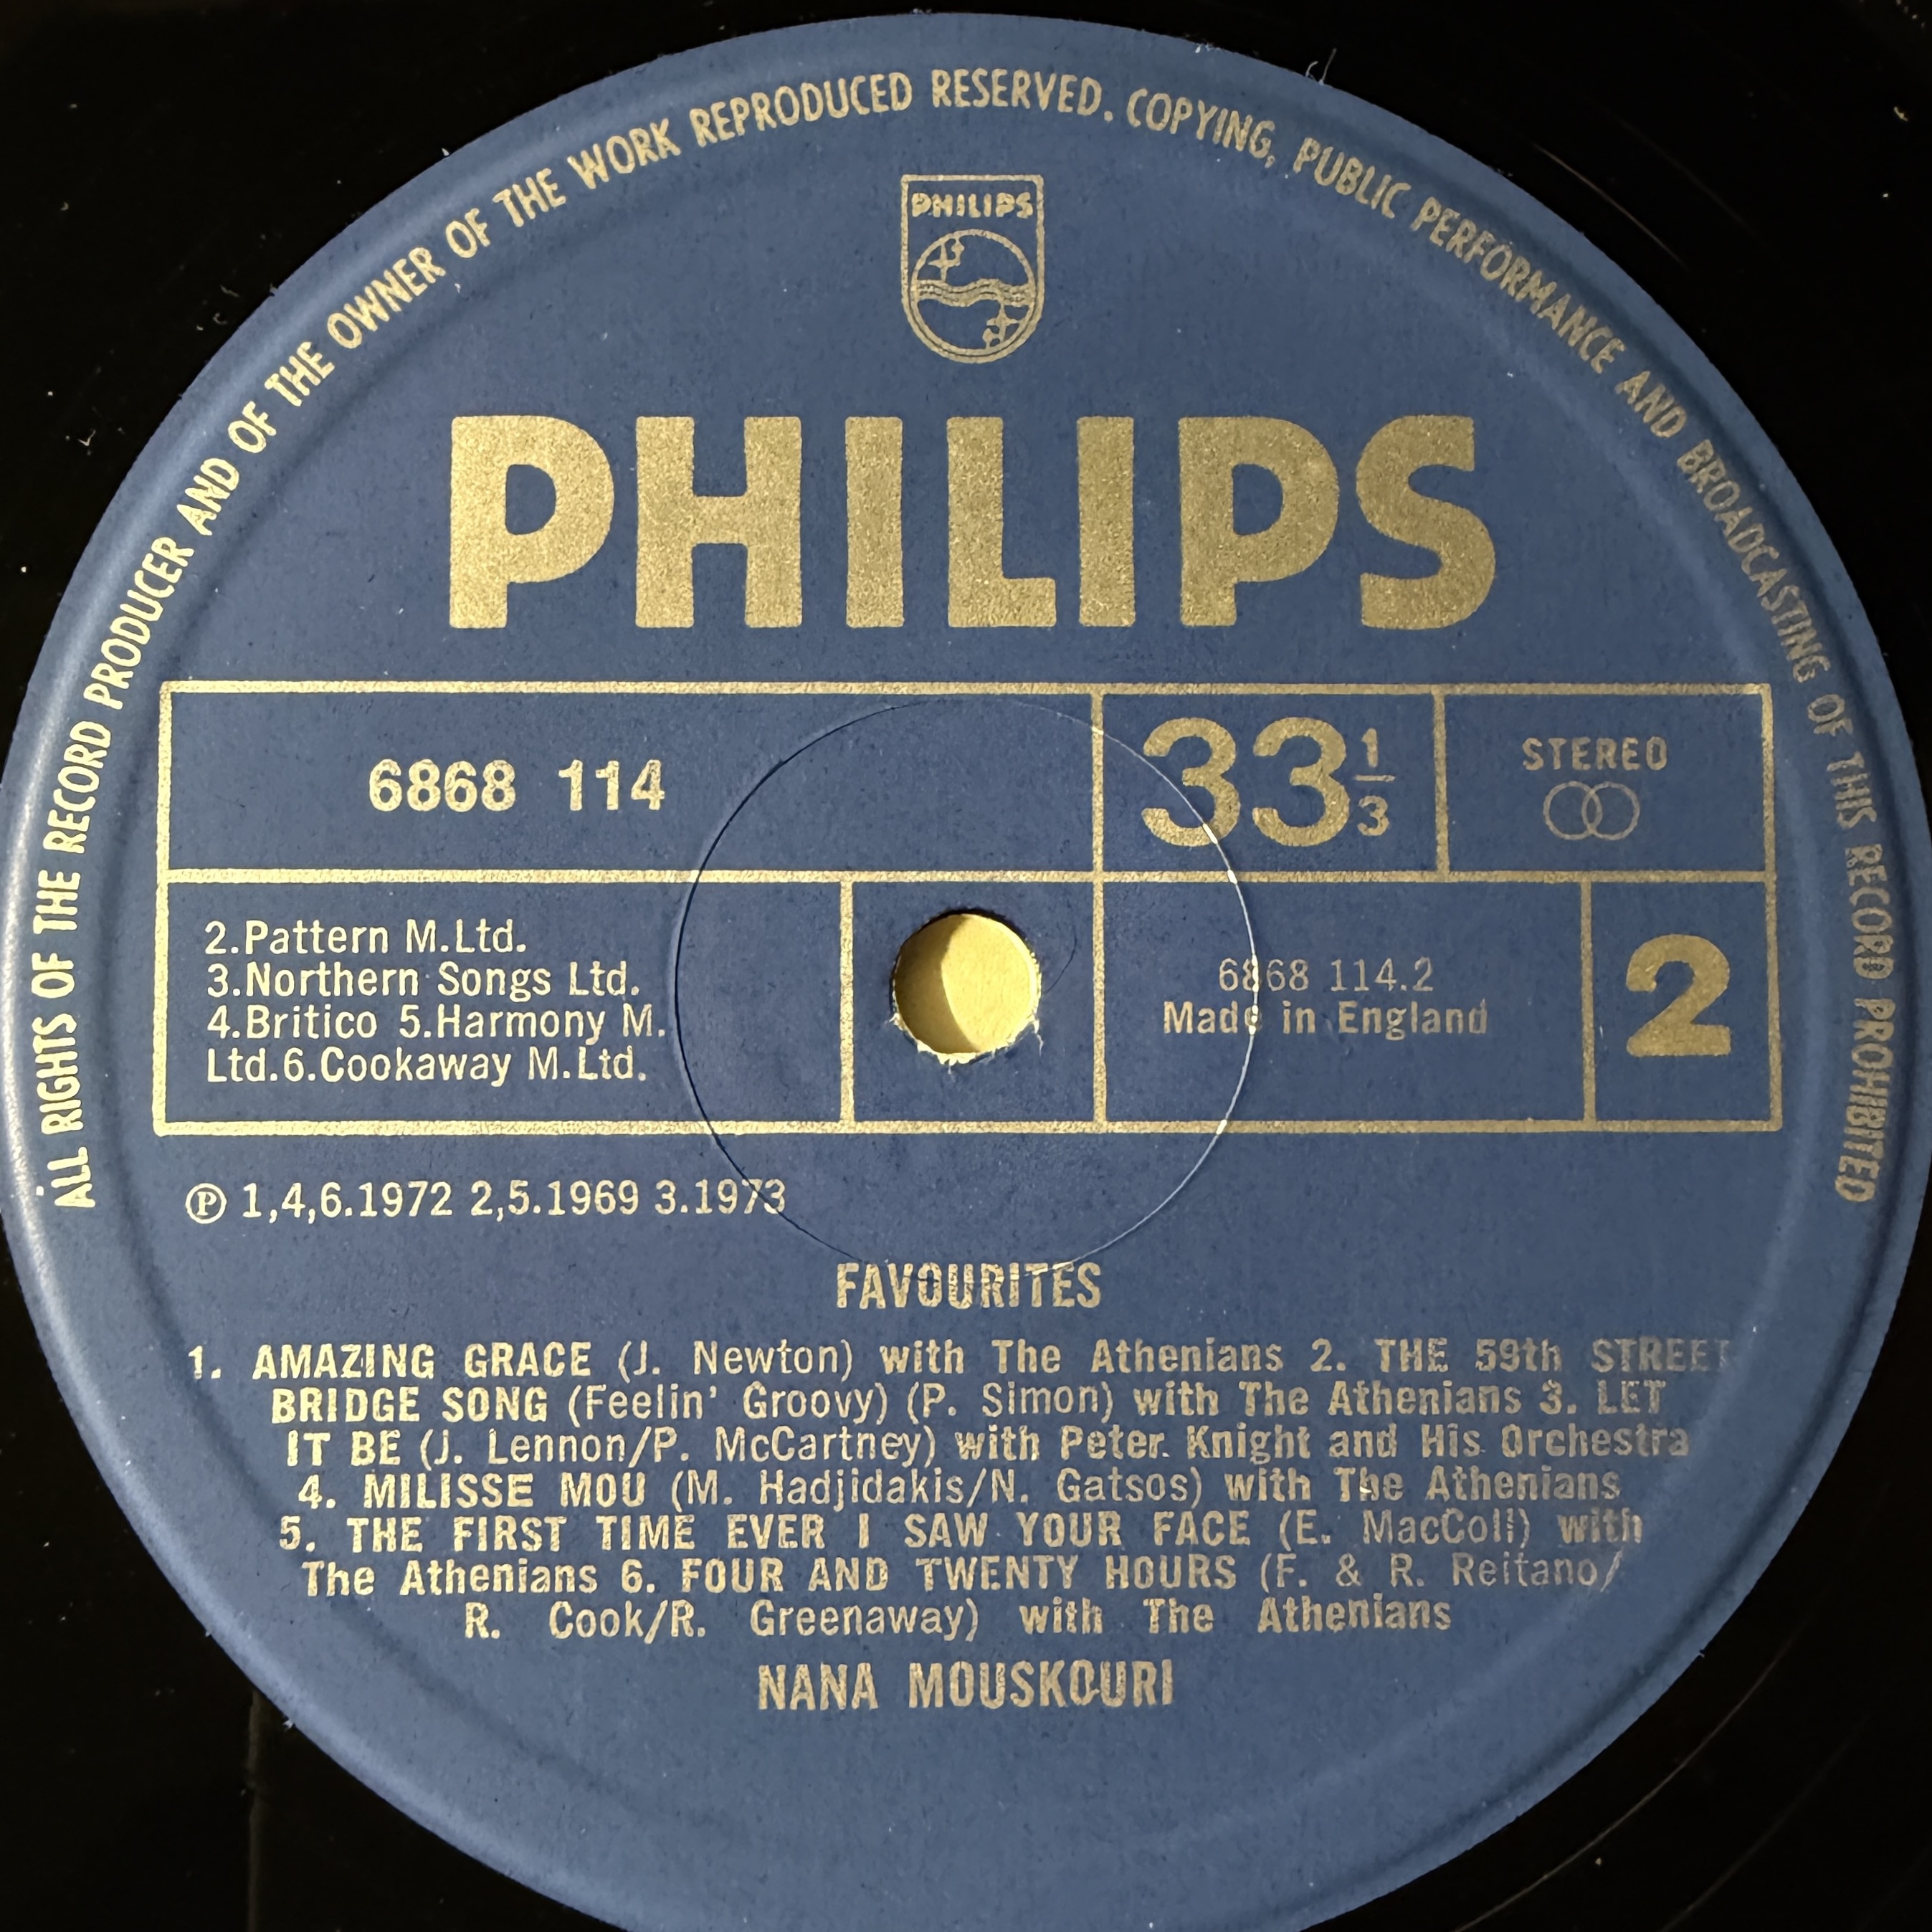 ALL RIGHTS OF THE RECORD PRODUCER AND OF THE OWNER OF THE WORK REPRODUCED RESERVED. COPYING, PUBLIC PERFORMANCE AND BROADCASTING OF THIS RECORD PROHIBITED
PHILIPS
PHILIPS
6868 114
33 1/3
STEREO
2.Pattern M.Ltd.
3.Northern Songs Ltd.
4.Britico 5.Harmony M.
Ltd.6.Cookaway M.Ltd.
6868 114.2
Made in England
2
Ⓟ 1,4,6.1972 2,5.1969 3.1973
FAVOURITES
1. AMAZING GRACE (J. Newton) with The Athenians 2. THE 59th STREET
BRIDGE SONG (Feelin' Groovy) (P. Simon) with The Athenians 3. LET
IT BE (J. Lennon/P. McCartney) with Peter Knight and His Orchestra
4. MILISSE MOU (M. Hadjidakis/N. Gatsos) with The Athenians
5. THE FIRST TIME EVER I SAW YOUR FACE (E. MacColl) with
The Athenians 6. FOUR AND TWENTY HOURS (F. & R. Reitano/
R. Cook/R. Greenaway) with The Athenians
NANA MOUSKOURI